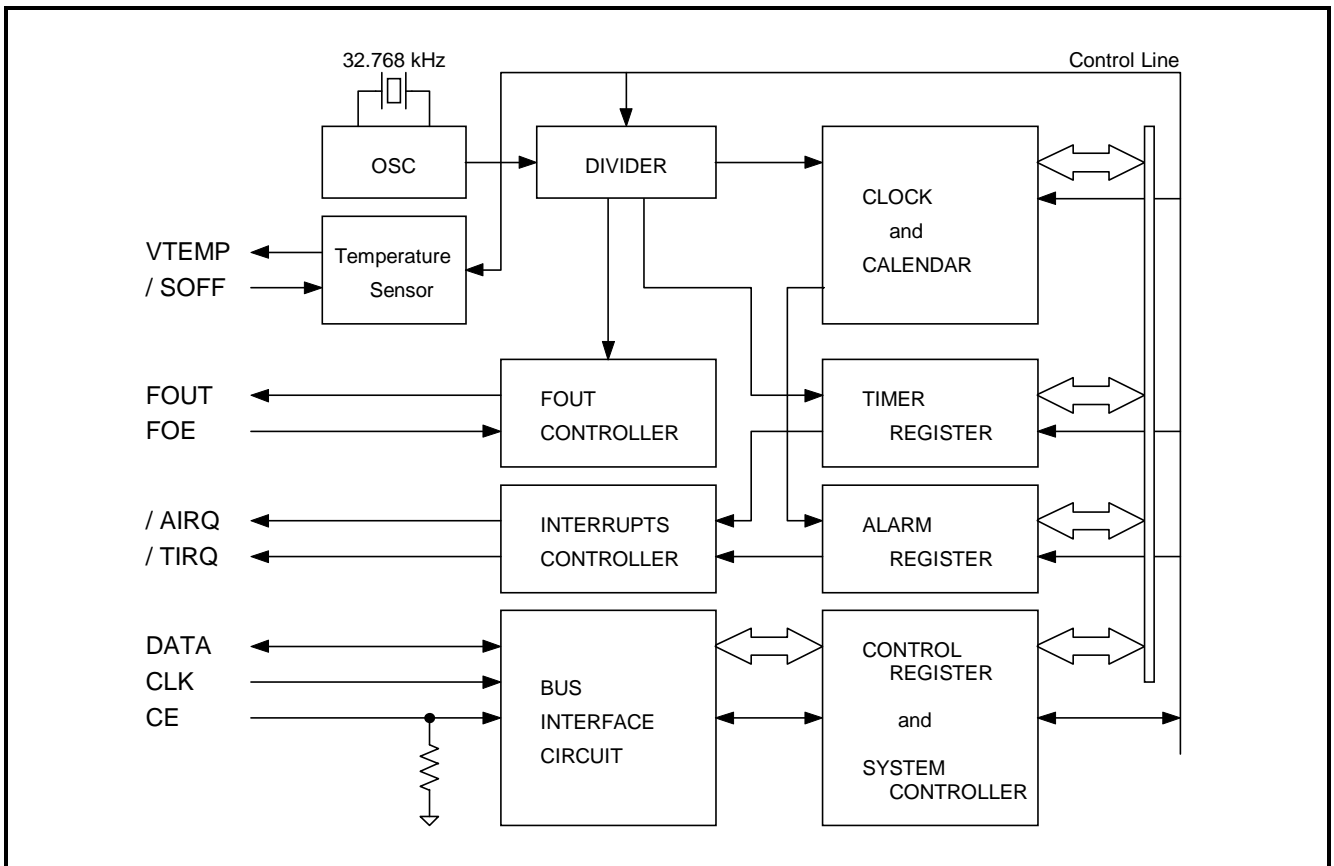 32.768 kHz
Control Line
OSC
DIVIDER
CLOCK
and
CALENDAR
VTEMP
/ SOFF
Temperature
Sensor
FOUT
FOE
FOUT
CONTROLLER
TIMER
REGISTER
/ AIRQ
/ TIRQ
INTERRUPTS
CONTROLLER
ALARM
REGISTER
DATA
CLK
CE
BUS
INTERFACE
CIRCUIT
CONTROL
REGISTER
and
SYSTEM
CONTROLLER